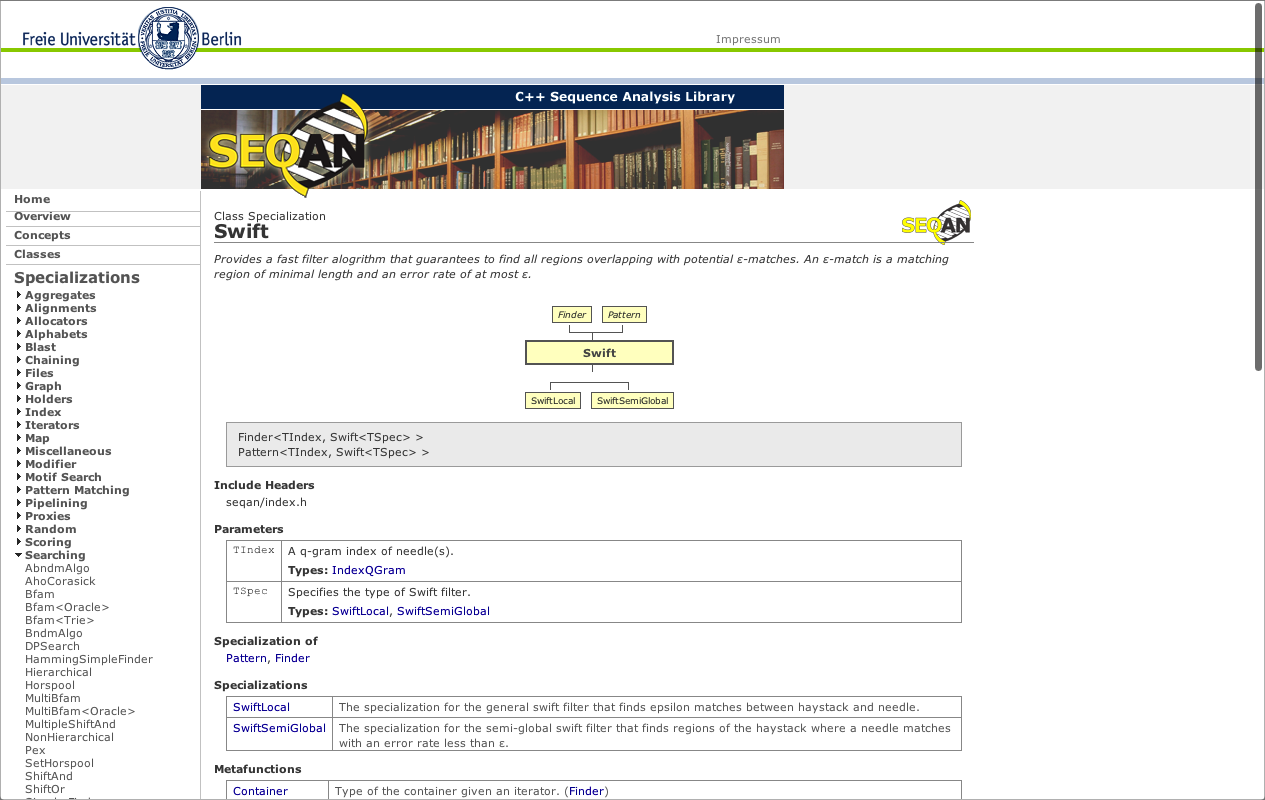 Freie Universität Berlin
Impressum
C++ Sequence Analysis Library
SEQAN
Home
Overview
Concepts
Classes
Specializations
Aggregates
Alignments
Allocators
Alphabets
Blast
Chaining
Files
Graph
Holders
Index
Iterators
Map
Miscellaneous
Modifier
Motif Search
Pattern Matching
Pipelining
Proxies
Random
Scoring
Searching
AbndmAlgo
AhoCorasick
Bfam
Bfam<Oracle>
Bfam<Trie>
BndmAlgo
DPSearch
HammingSimpleFinder
Hierarchical
Horspool
MultiBfam
MultiBfam<Oracle>
MultipleShiftAnd
NonHierarchical
Pex
SetHorspool
ShiftAnd
ShiftOr
Class Specialization
Swift
SEQAN
Provides a fast filter alogrithm that guarantees to find all regions overlapping with potential ε-matches. An ε-match is a matching
region of minimal length and an error rate of at most ε.
Finder Pattern
Swift
SwiftLocal SwiftSemiGlobal
Finder<TIndex, Swift<TSpec> >
Pattern<TIndex, Swift<TSpec> >
Include Headers
seqan/index.h
Parameters
TIndex A q-gram index of needle(s).
Types: IndexQGram
TSpec Specifies the type of Swift filter.
Types: SwiftLocal, SwiftSemiGlobal
Specialization of
Pattern, Finder
Specializations
SwiftLocal The specialization for the general swift filter that finds epsilon matches between haystack and needle.
SwiftSemiGlobal The specialization for the semi-global swift filter that finds regions of the haystack where a needle matches
with an error rate less than ε.
Metafunctions
Container Type of the container given an iterator. (Finder)